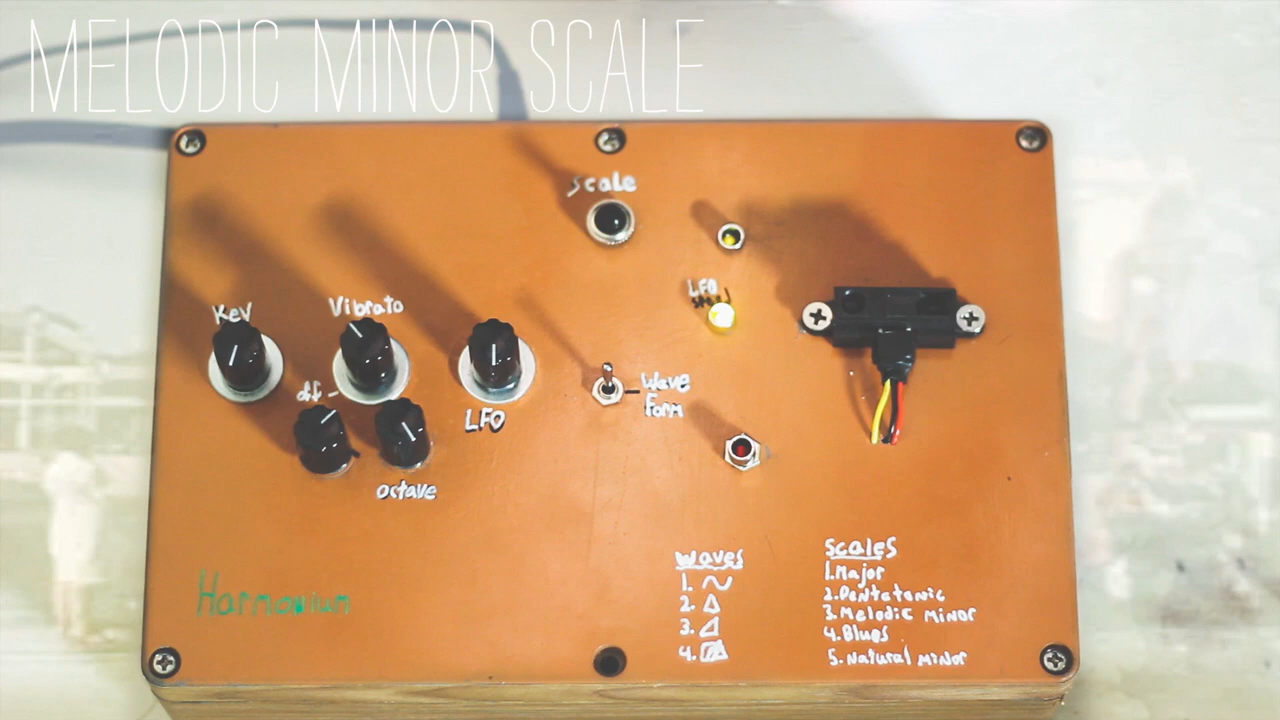 MELODIC MINOR SCALE
Scale
Key
Vibrato
LFO
LFO
Wave
Form
Octave
Harmonium
Waves
1.
2.
3.
4.
Scales
1.Major
2.Pentatonic
3.Melodic Minor
4.Blues
5.Natural Minor